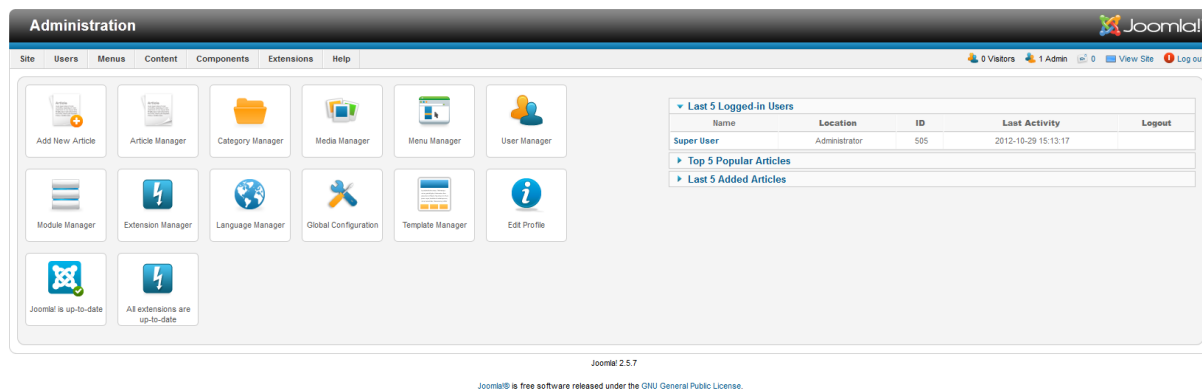 Administration
Joomla!
Site Users Menus Content Components Extensions Help
0 Visitors 1 Admin 0 View Site Log ou
Add New Article Article Manager Category Manager Media Manager Menu Manager User Manager
Module Manager Extension Manager Language Manager Global Configuration Template Manager Edit Profile
Joomla! is up-to-date All extensions are
up-to-date
Last 5 Logged-in Users
Name Location ID Last Activity Logout
Super User Administrator 505 2012-10-29 15:13:17
Top 5 Popular Articles
Last 5 Added Articles
Joomla! 2.5.7
Joomla!® is free software released under the GNU General Public License.